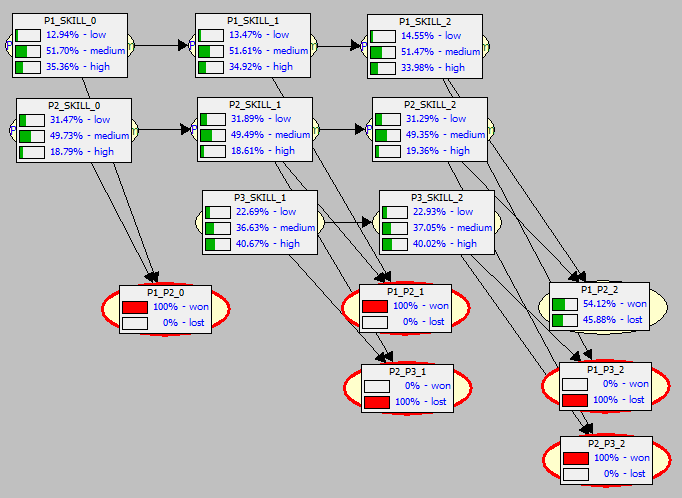 P1_SKILL_0
12.94% - low
51.70% - medium
35.36% - high
P1_SKILL_1
13.47% - low
51.61% - medium
34.92% - high
P1_SKILL_2
14.55% - low
51.47% - medium
33.98% - high
P2_SKILL_0
31.47% - low
49.73% - medium
18.79% - high
P2_SKILL_1
31.89% - low
49.49% - medium
18.61% - high
P2_SKILL_2
31.29% - low
49.35% - medium
19.36% - high
P3_SKILL_1
22.69% - low
36.63% - medium
40.67% - high
P3_SKILL_2
22.93% - low
37.05% - medium
40.02% - high
P1_P2_0
100% - won
0% - lost
P1_P2_1
100% - won
0% - lost
P1_P2_2
54.12% - won
45.88% - lost
P2_P3_1
0% - won
100% - lost
P1_P3_2
0% - won
100% - lost
P2_P3_2
100% - won
0% - lost